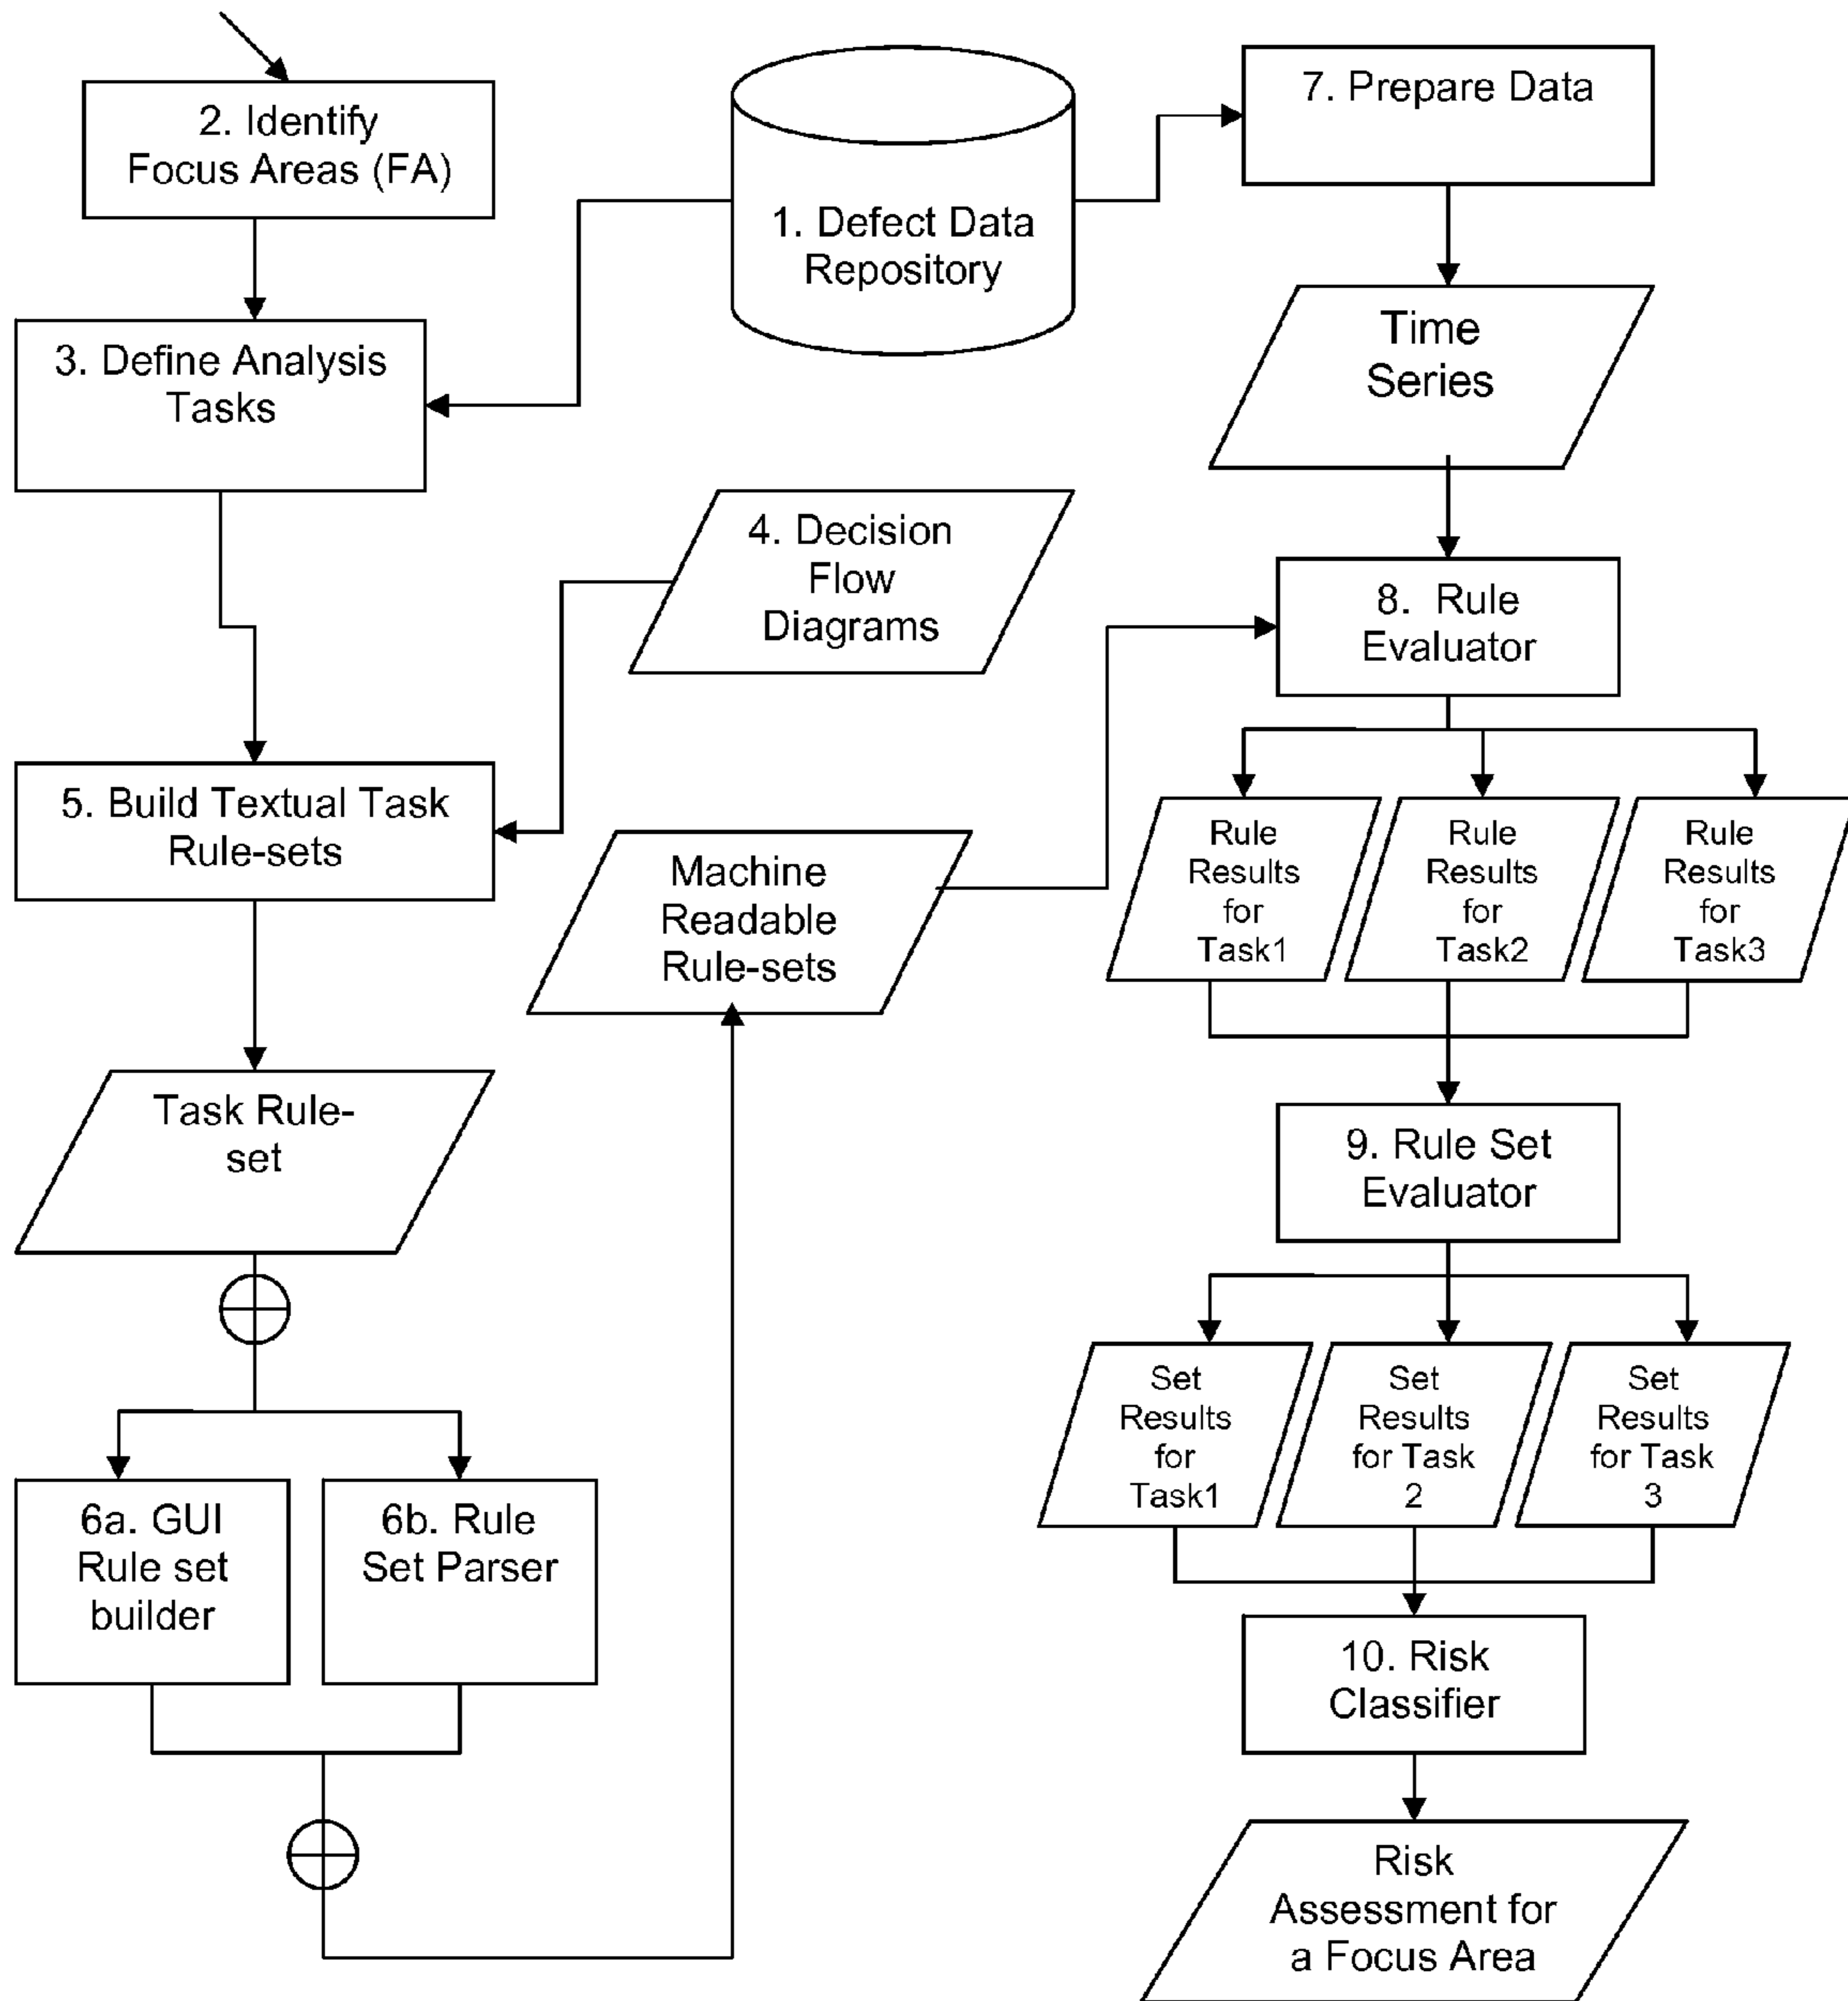 2. Identify
Focus Areas (FA)
1. Defect Data
Repository
7. Prepare Data
3. Define Analysis
Tasks
Time
Series
4. Decision
Flow
Diagrams
8. Rule
Evaluator
5. Build Textual Task
Rule-sets
Machine
Readable
Rule-sets
Rule
Results
for
Task1
Rule
Results
for
Task2
Rule
Results
for
Task3
Task Rule-
set
9. Rule Set
Evaluator
6a. GUI
Rule set
builder
6b. Rule
Set Parser
Set
Results
for
Task1
Set
Results
for Task
2
Set
Results
for Task
3
10. Risk
Classifier
Risk
Assessment for
a Focus Area